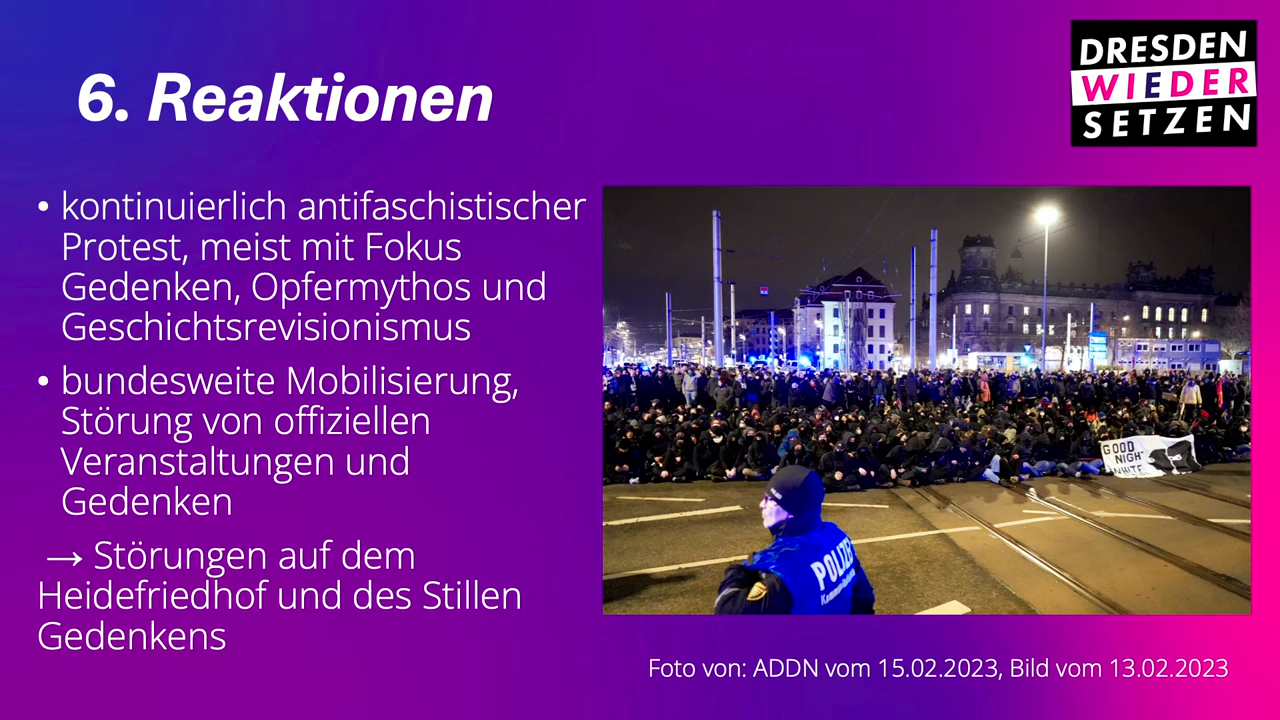 DRESDEN
WIEDER
SETZEN
6. Reaktionen
• kontinuierlich antifaschistischer
Protest, meist mit Fokus
Gedenken, Opfermythos und
Geschichtsrevisionismus
• bundesweite Mobilisierung,
Störung von offiziellen
Veranstaltungen und
Gedenken
→ Störungen auf dem
Heidefriedhof und des Stillen
Gedenkens
GOOD
NIGHT
WHITE
POLIZEI
Foto von: ADDN vom 15.02.2023, Bild vom 13.02.2023